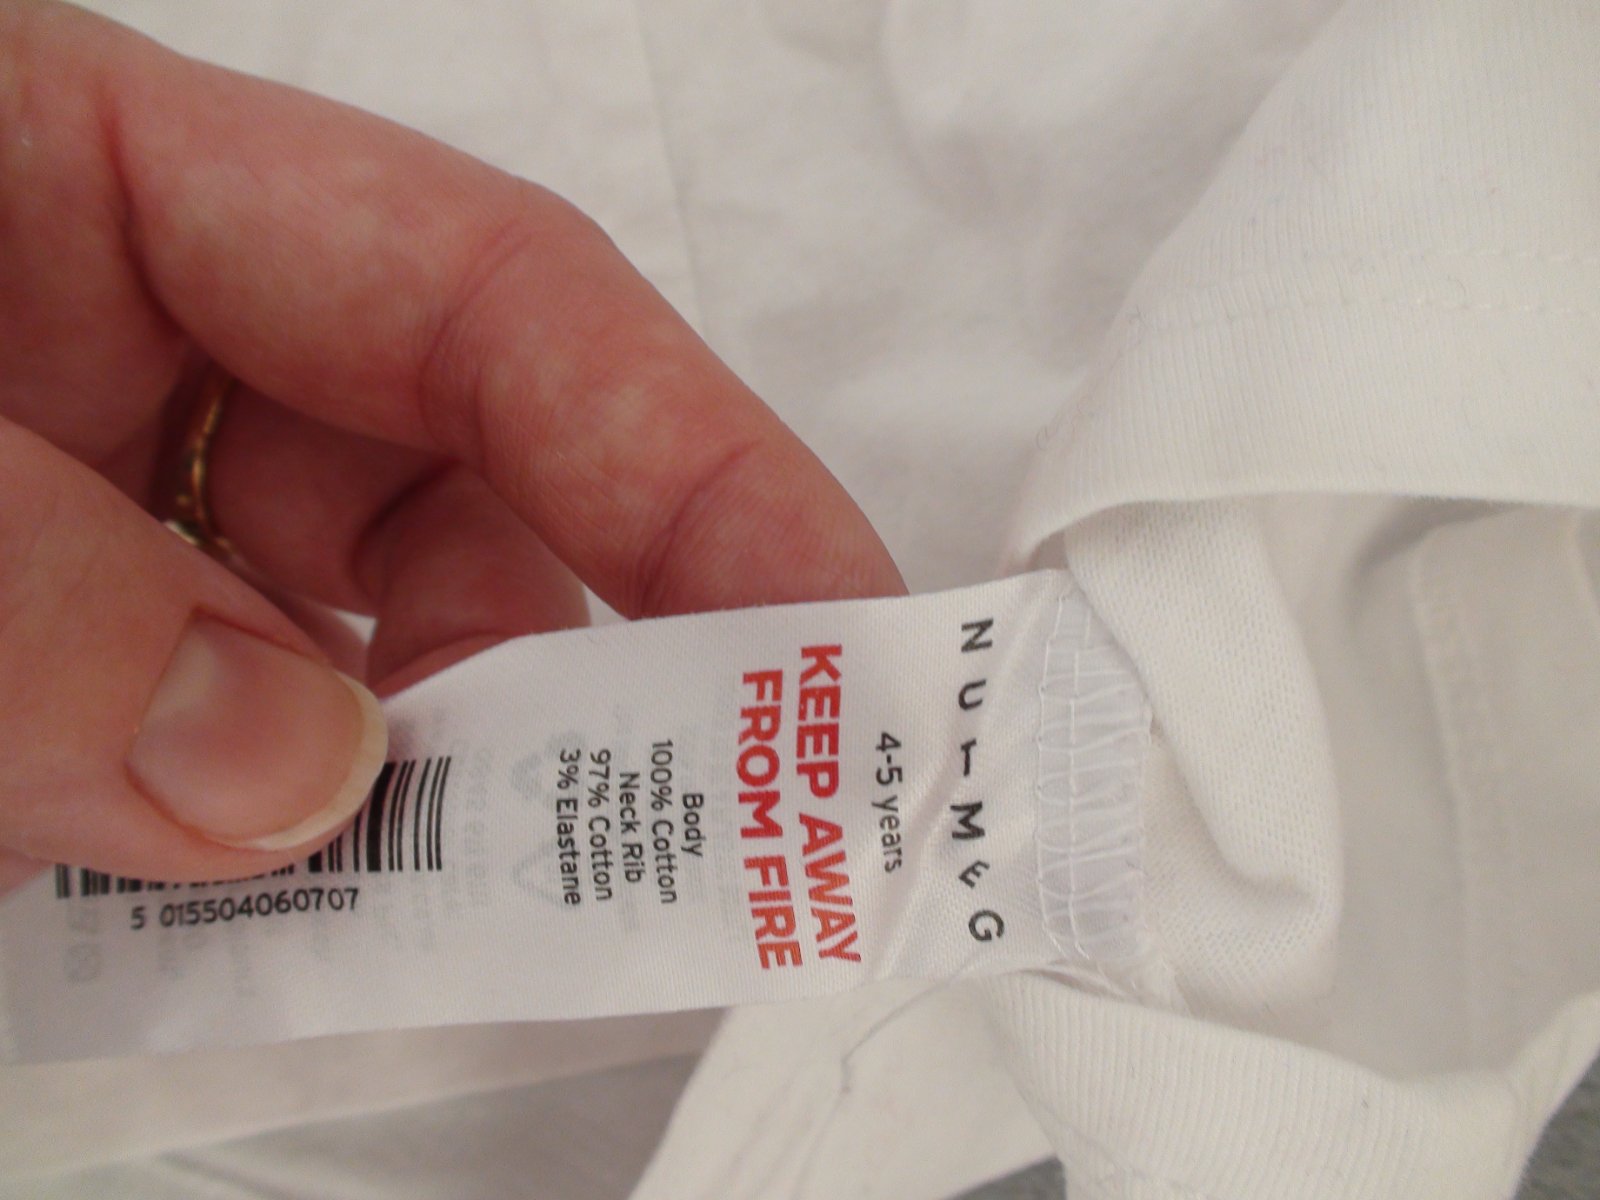 NUTMEG
4-5 years
KEEP AWAY
FROM FIRE
Body
100% Cotton
Neck Rib
97% Cotton
3% Elastane
5 015504060707